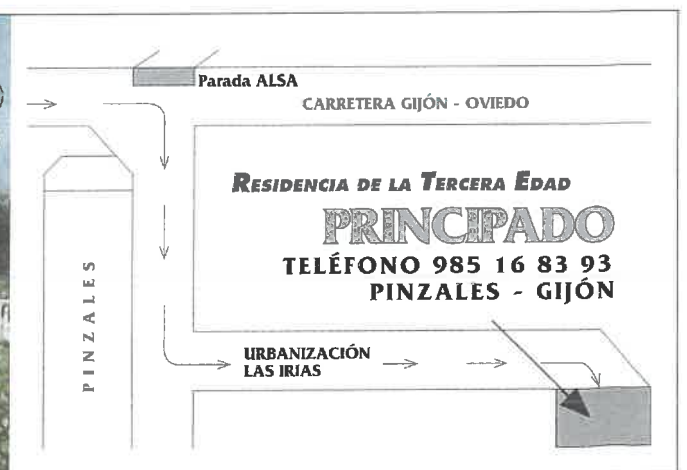 Parada ALSA
CARRETERA GIJÓN - OVIEDO
RESIDENCIA DE LA TERCERA EDAD
PRINCIPADO
TELÉFONO 985 16 83 93
PINZALES - GIJÓN
PINZALES
URBANIZACIÓN
LAS IRIAS